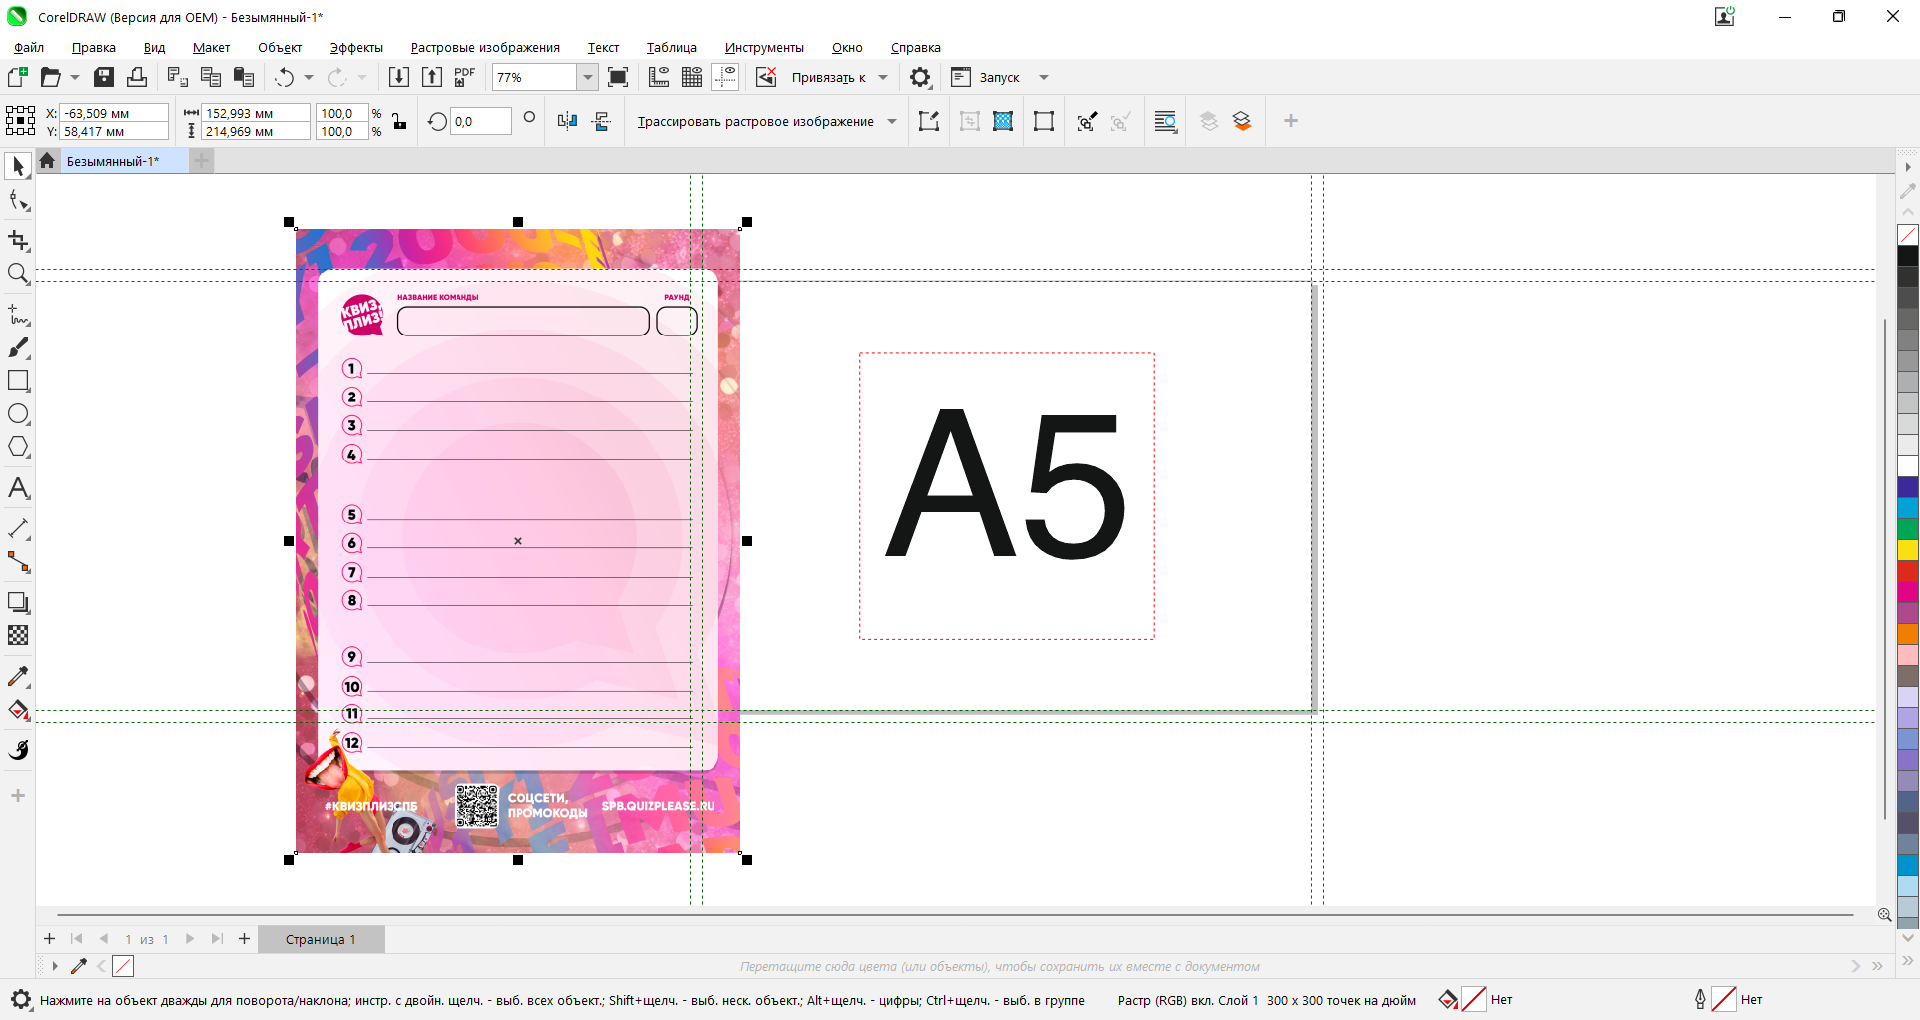 CorelDRAW (Версия для OEM) - Безымянный-1*
Файл Правка Вид Макет Объект Эффекты Растровые изображения Текст Таблица Инструменты Окно Справка
PDF 77% Привязать к Запуск
X: -63,509 мм 152,993 мм 100,0 %
Y: 58,417 мм 214,969 мм 100,0 %
0,0 Трассировать растровое изображение
Безымянный-1*
КВИЗ,
ПЛИЗ!
НАЗВАНИЕ КОМАНДЫ РАУНД
1
2
3
4
5
6
7
8
9
10
11
12
#КВИЗПЛИЗСПБ
СОЦСЕТИ,
ПРОМОКОДЫ
SPB.QUIZPLEASE.RU
A5
1 из 1 Страница 1
Перетащите сюда цвета (или объекты), чтобы сохранить их вместе с документом
Нажмите на объект дважды для поворота/наклона; инстр. с двойн. щелч. - выб. всех объект.; Shift+щелч. - выб. неск. объект.; Alt+щелч. - цифры; Ctrl+щелч. - выб. в группе Растр (RGB) вкл. Слой 1 300 x 300 точек на дюйм Нет Нет